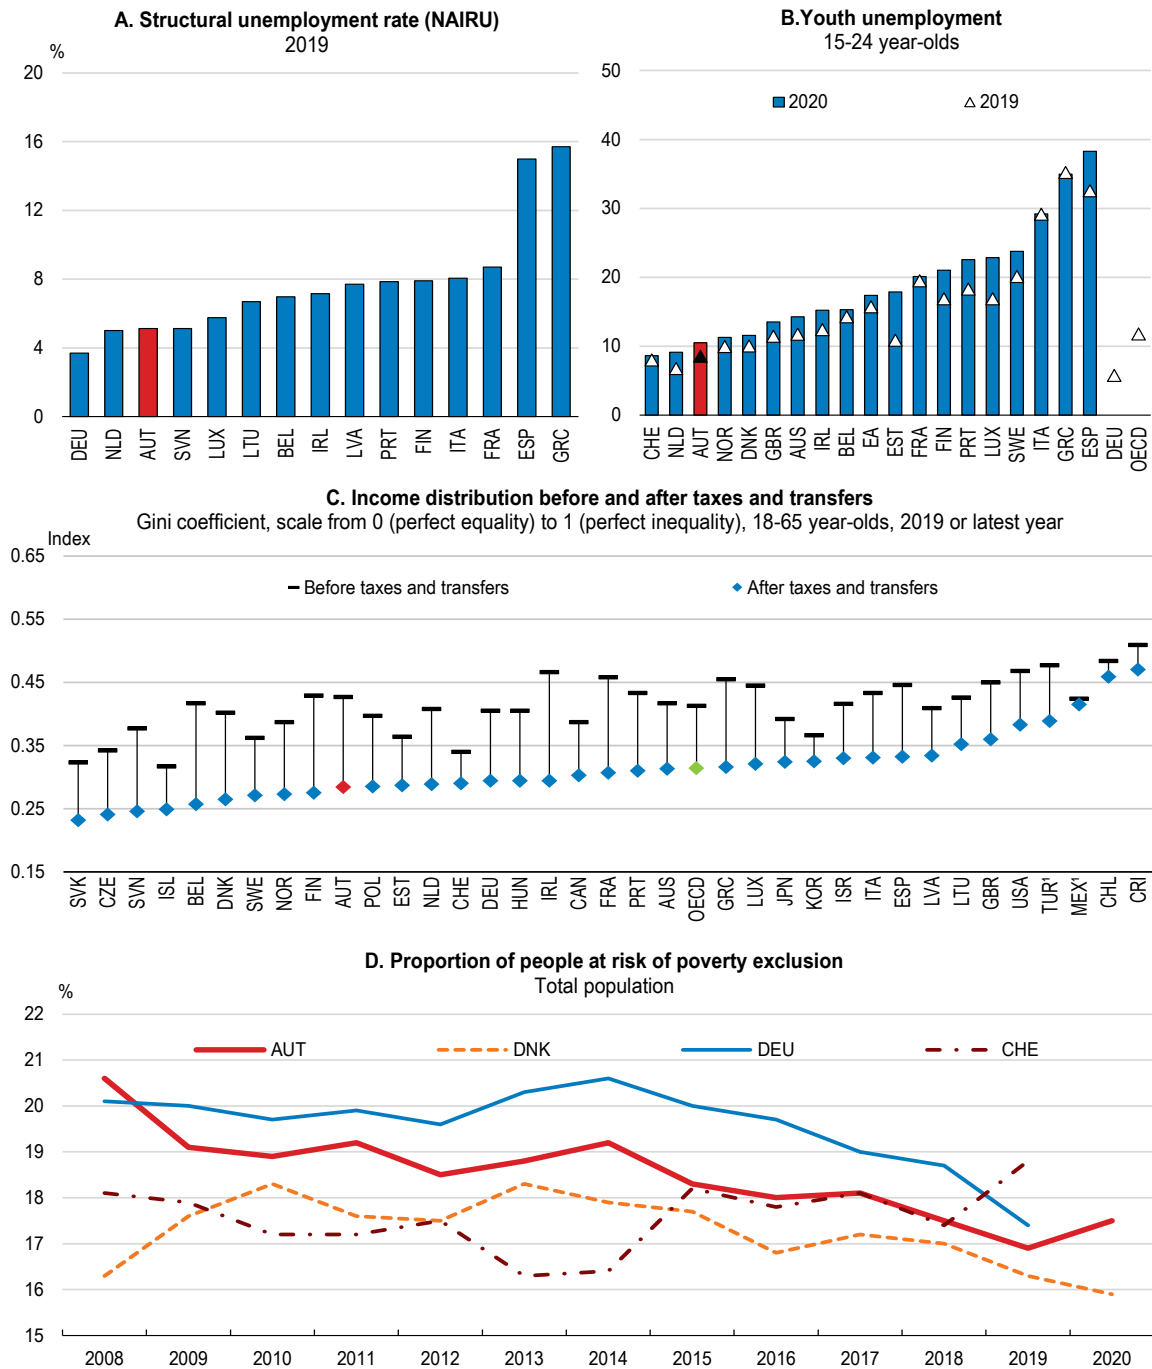 A. Structural unemployment rate (NAIRU)
2019
%
20
16
12
8
4
0
DEU NLD AUT SVN LUX LTU BEL IRL LVA PRT FIN ITA FRA ESP GRC
B.Youth unemployment
15-24 year-olds
50
2020 2019
40
30
20
10
0
CHE NLD AUT NOR DNK GBR AUS IRL BEL EA EST FRA FIN PRT LUX SWE ITA GRC ESP DEU OECD
C. Income distribution before and after taxes and transfers
Gini coefficient, scale from 0 (perfect equality) to 1 (perfect inequality), 18-65 year-olds, 2019 or latest year
Index
0.65
Before taxes and transfers After taxes and transfers
0.55
0.45
0.35
0.25
0.15
SVK CZE SVN ISL BEL DNK SWE NOR FIN AUT POL EST NLD CHE DEU HUN IRL CAN FRA PRT AUS OECD GRC LUX JPN KOR ISR ITA ESP LVA LTU GBR USA TUR¹ MEX¹ CHL CRI
D. Proportion of people at risk of poverty exclusion
Total population
%
22
AUT DNK DEU CHE
21
20
19
18
17
16
15
2008 2009 2010 2011 2012 2013 2014 2015 2016 2017 2018 2019 2020